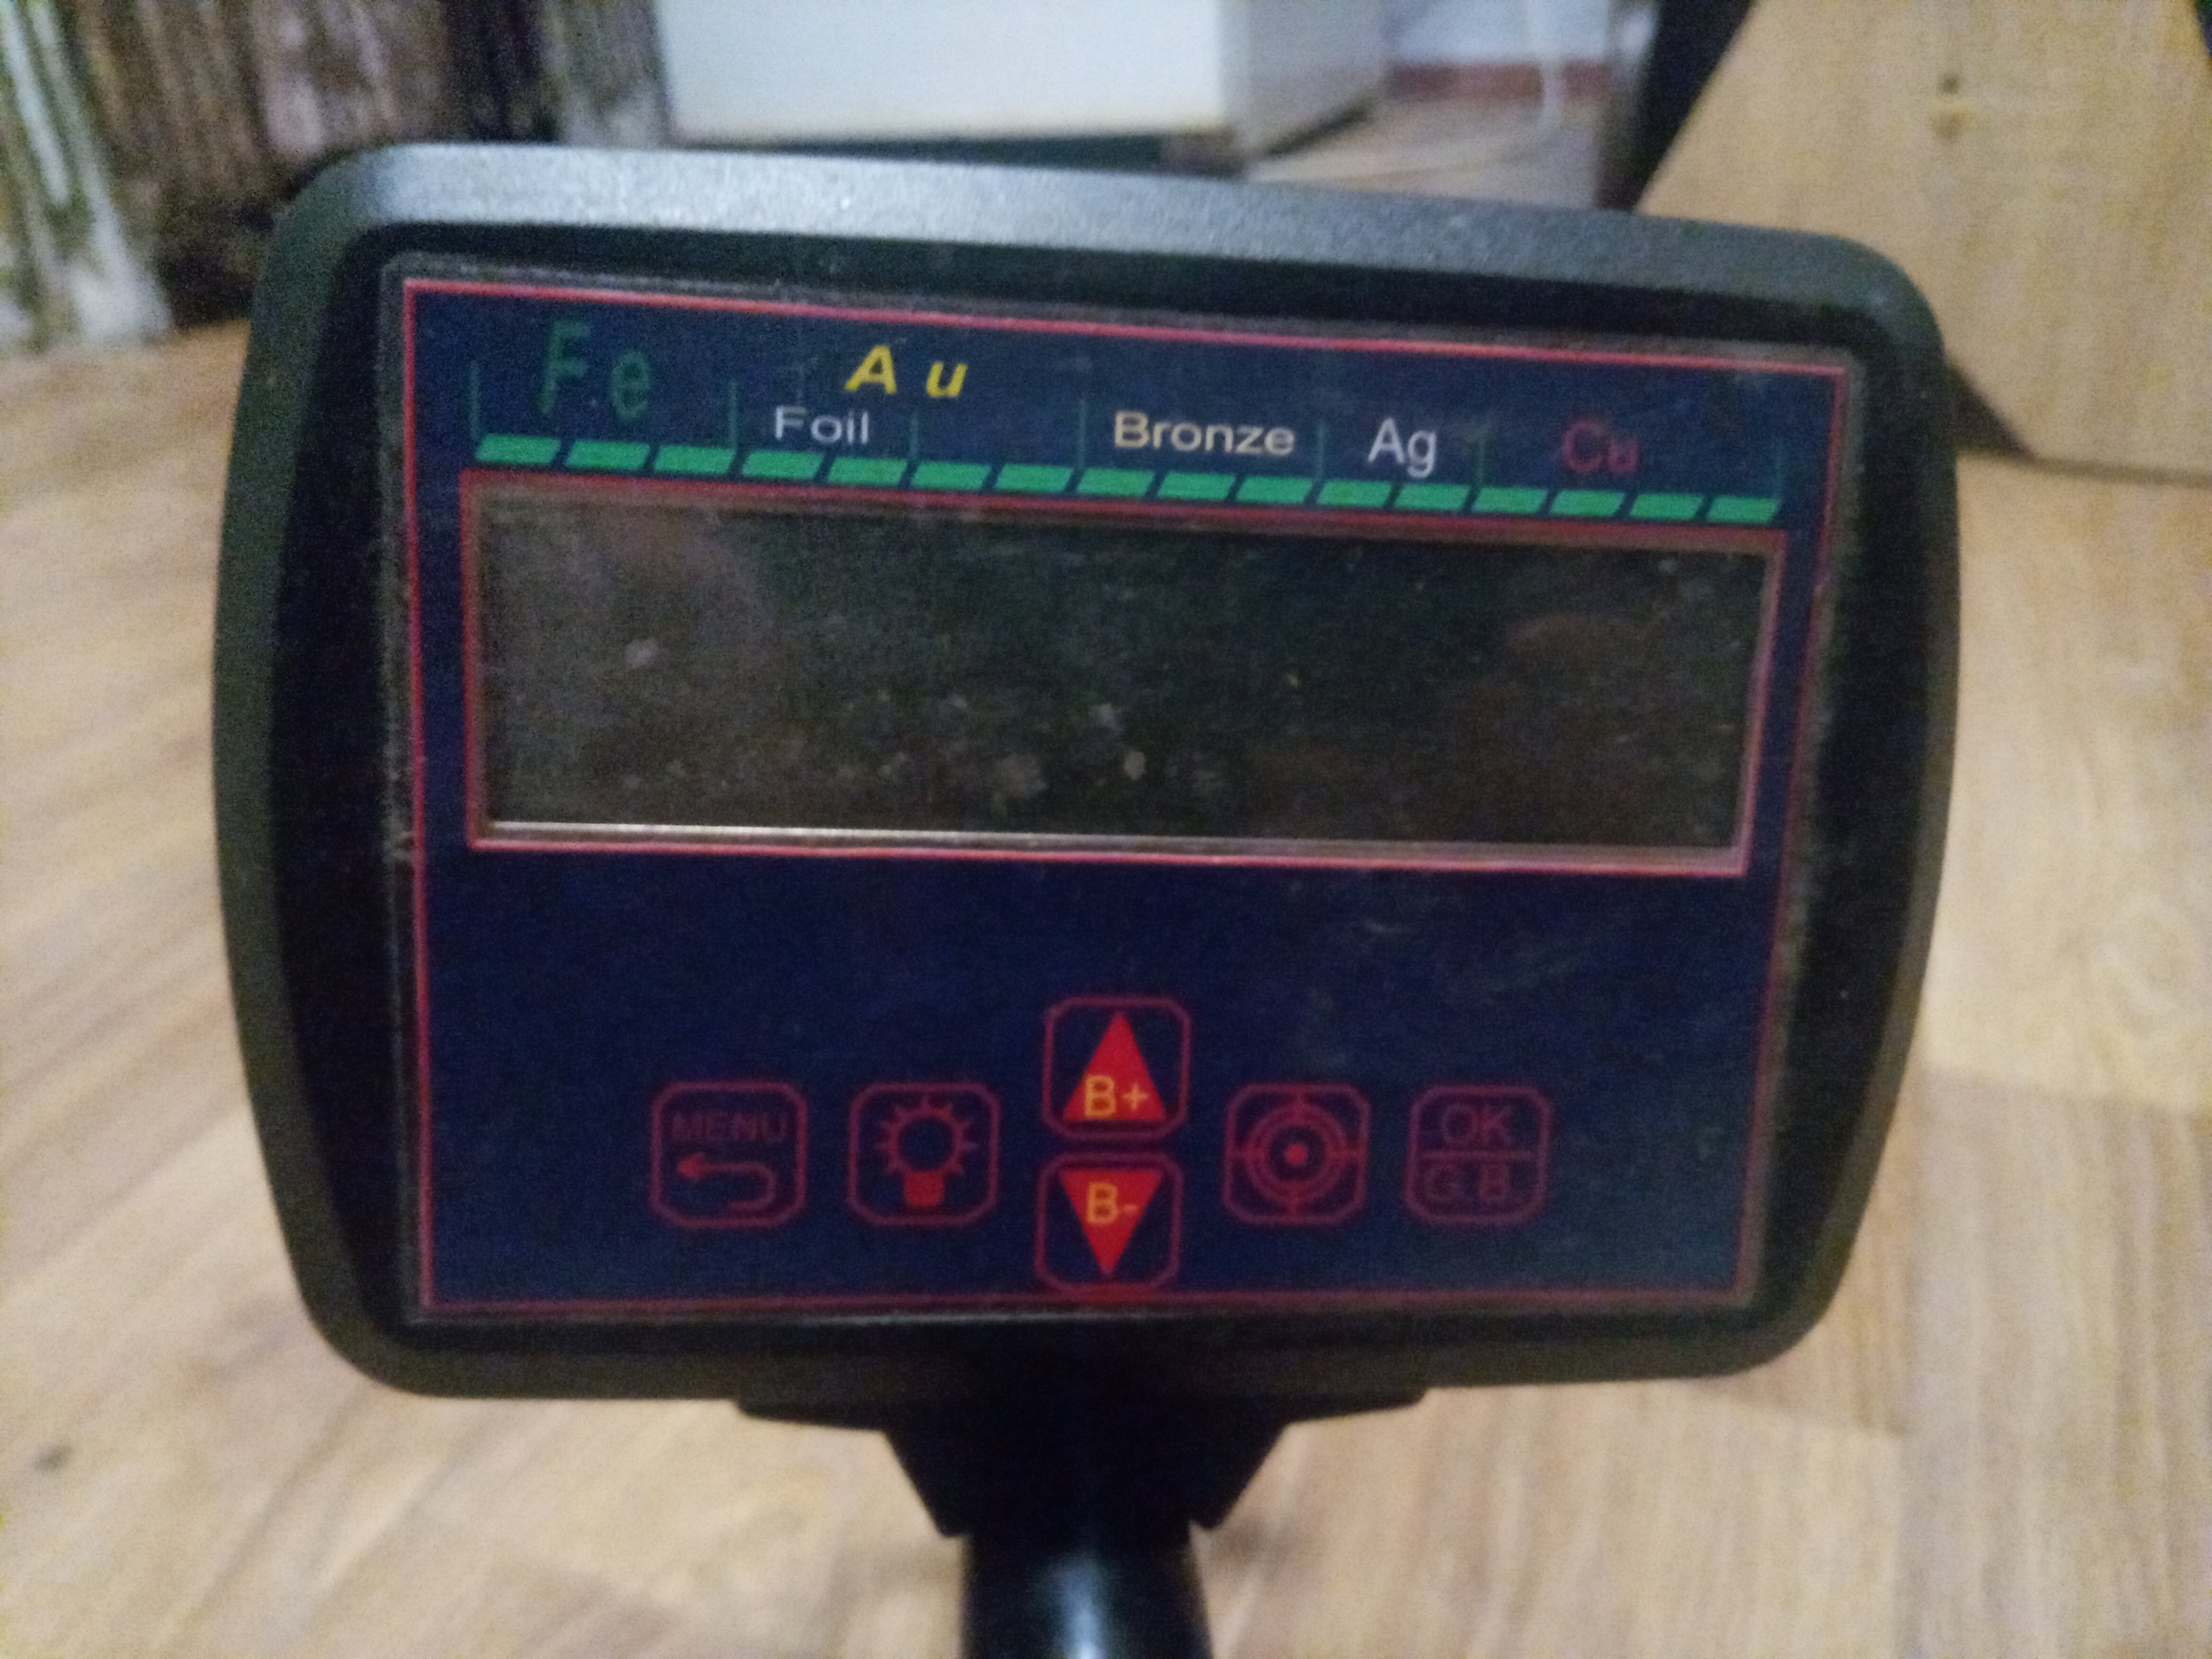 Fe Au
Foil Bronze Ag Cu
B+
MENU OK
B- G.B.